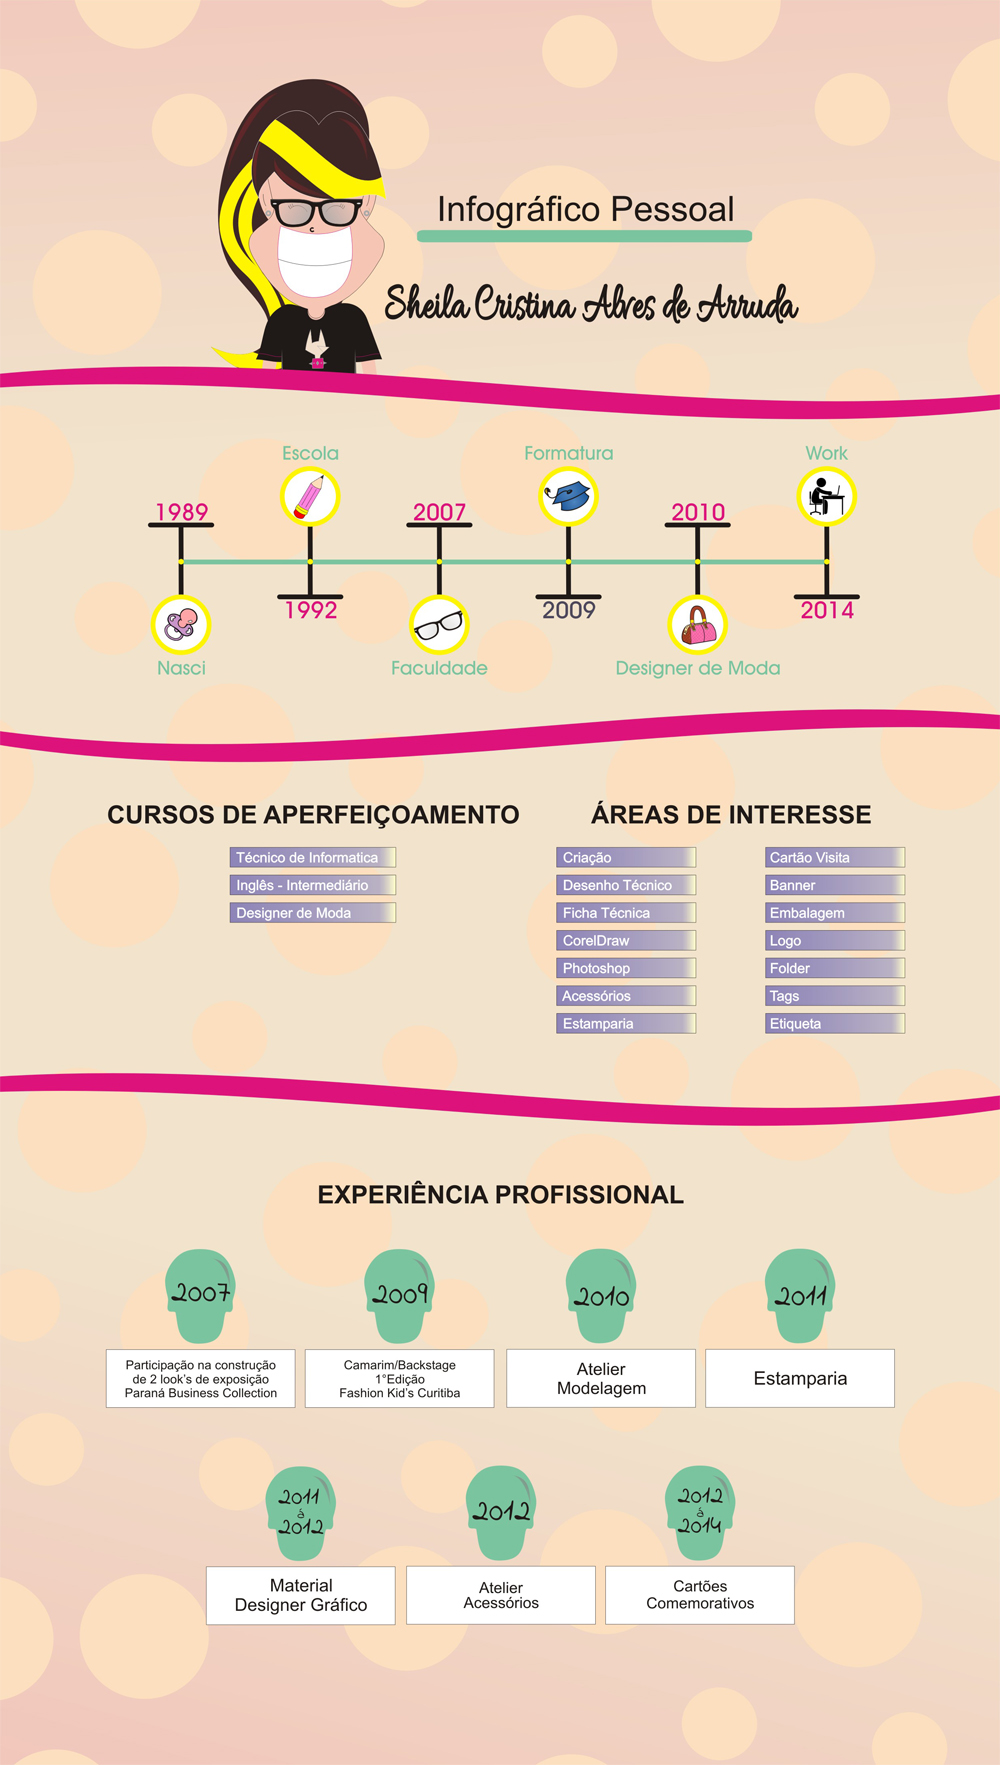 Infográfico Pessoal
Sheila Cristina Alves de Arruda
Escola
Formatura
Work
1989
2007
2010
1992
2009
2014
Nasci
Faculdade
Designer de Moda
CURSOS DE APERFEIÇOAMENTO
Técnico de Informatica
Inglês - Intermediário
Designer de Moda
ÁREAS DE INTERESSE
Criação
Desenho Técnico
Ficha Técnica
CorelDraw
Photoshop
Acessórios
Estamparia
Cartão Visita
Banner
Embalagem
Logo
Folder
Tags
Etiqueta
EXPERIÊNCIA PROFISSIONAL
2007
Participação na construção
de 2 look's de exposição
Paraná Business Collection
2009
Camarim/Backstage
1°Edição
Fashion Kid's Curitiba
2010
Atelier
Modelagem
2011
Estamparia
2011
á
2012
Material
Designer Gráfico
2012
Atelier
Acessórios
2012
á
2014
Cartões
Comemorativos